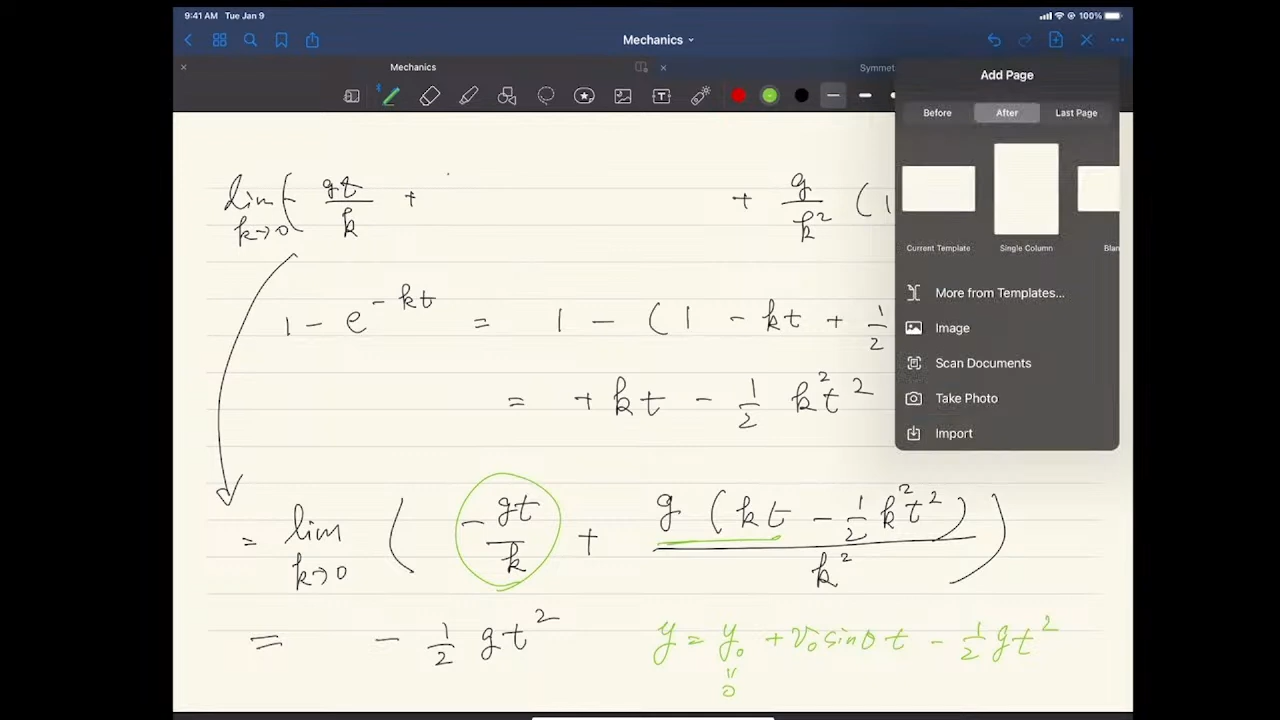 9:41 AM Tue Jan 9 100%
Mechanics
Mechanics Symmet
Add Page
Before After Last Page
Current Template Single Column Blan
More from Templates...
Image
Scan Documents
Take Photo
Import
lim k→0 ( gt/k + + g/k² (1
1 - e^{-kt} = 1 - (1 - kt + 1/2
= + kt - 1/2 k²t²
= lim k→0 ( - gt/k + g (kt - 1/2 k²t²) / k² )
= - 1/2 gt² y = y₀ + v₀ sinθ t - 1/2 gt²
=
0